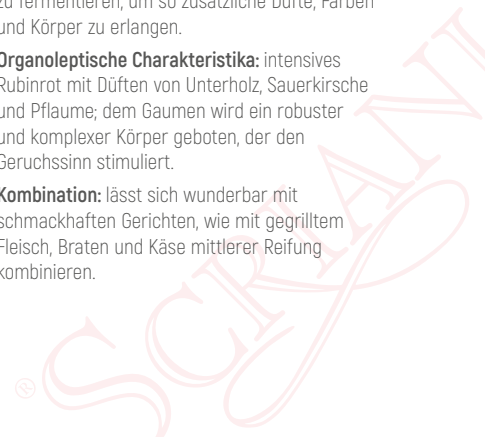 zu fermentieren, um so zusätzliche Düfte, Farben
und Körper zu erlangen.
Organoleptische Charakteristika: intensives
Rubinrot mit Düften von Unterholz, Sauerkirsche
und Pflaume; dem Gaumen wird ein robuster
und komplexer Körper geboten, der den
Geruchssinn stimuliert.
Kombination: lässt sich wunderbar mit
schmackhaften Gerichten, wie mit gegrilltem
Fleisch, Braten und Käse mittlerer Reifung
kombinieren.
SCRIANI
®